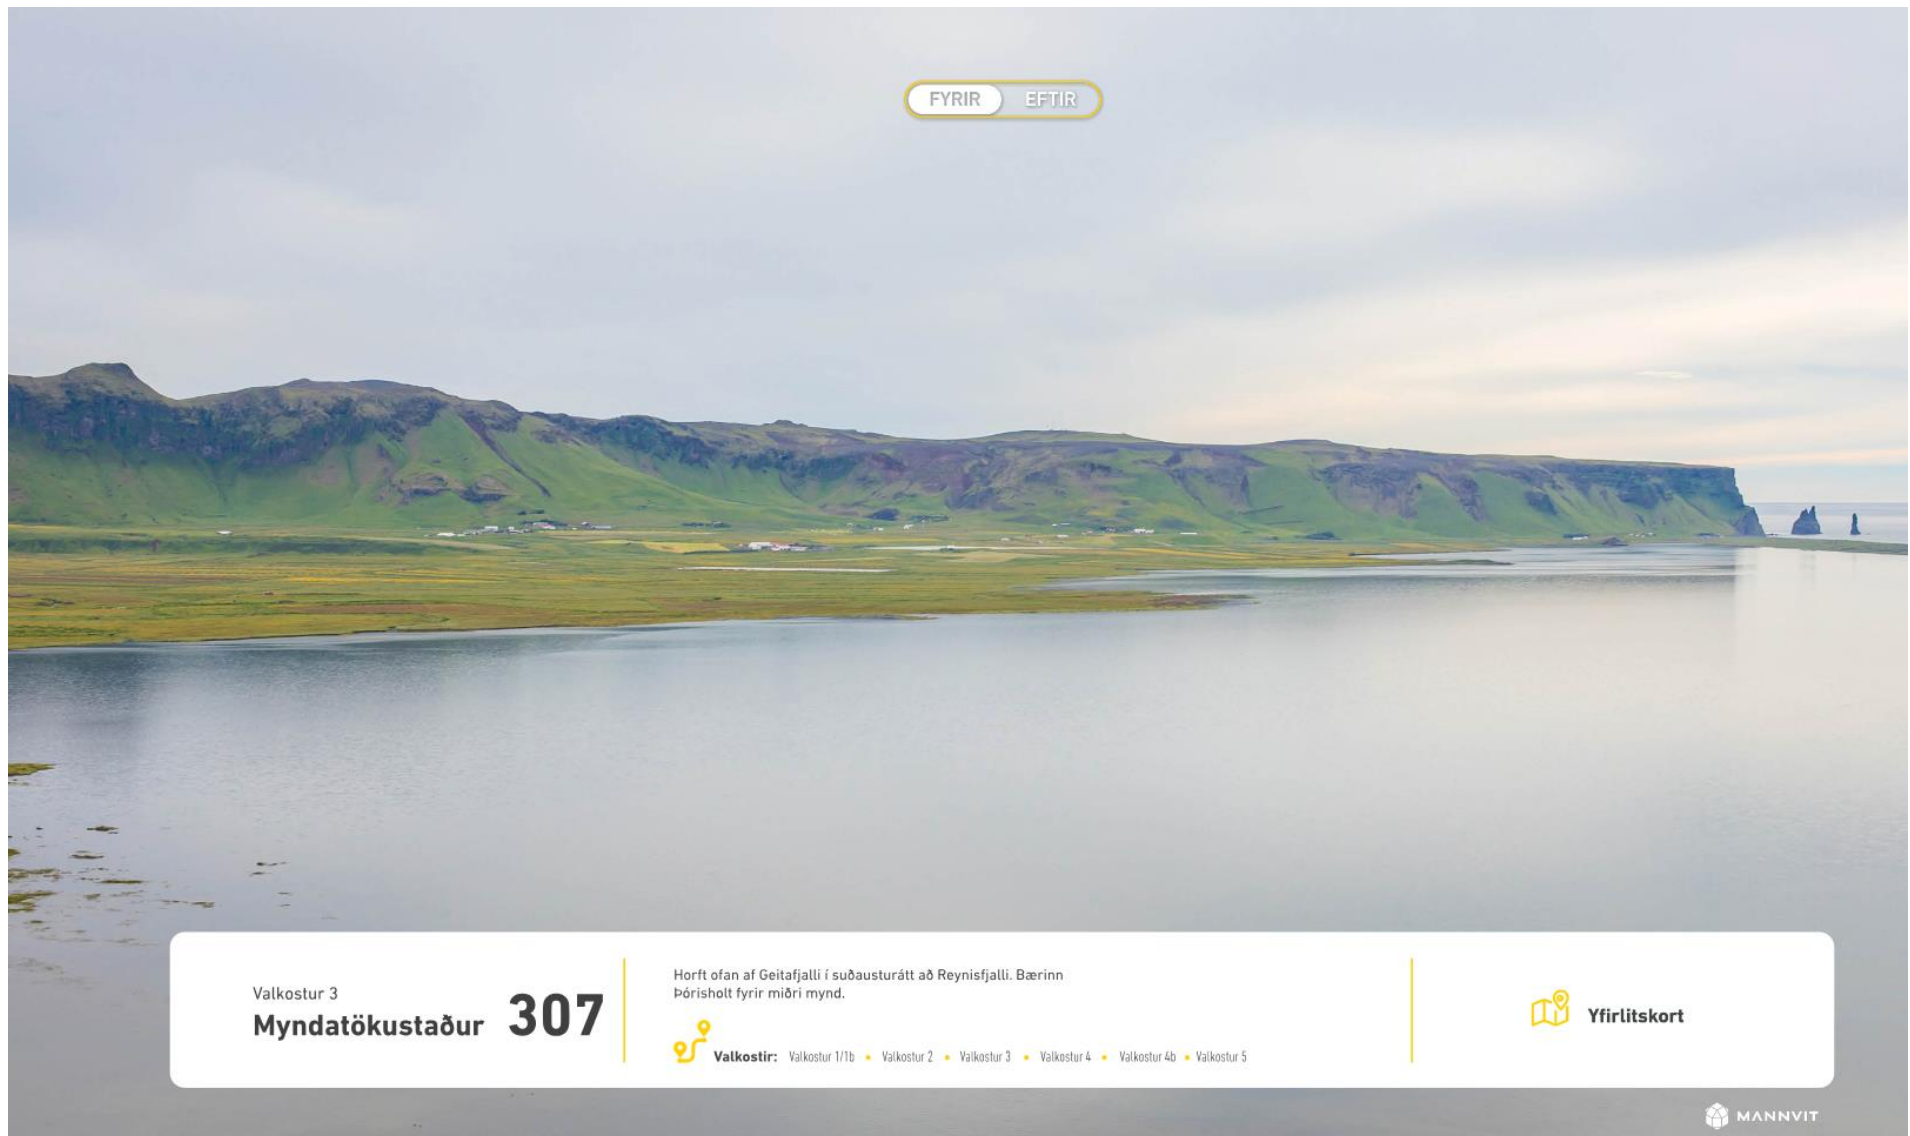 FYRIR EFTIR
Valkostur 3
Myndatökustaður 307
Horft ofan af Geitafjalli í suðausturátt að Reynisfjalli. Bærinn
Þórisholt fyrir miðri mynd.
Valkostir: Valkostur 1/1b • Valkostur 2 • Valkostur 3 • Valkostur 4 • Valkostur 4b • Valkostur 5
Yfirlitskort
MANNVIT